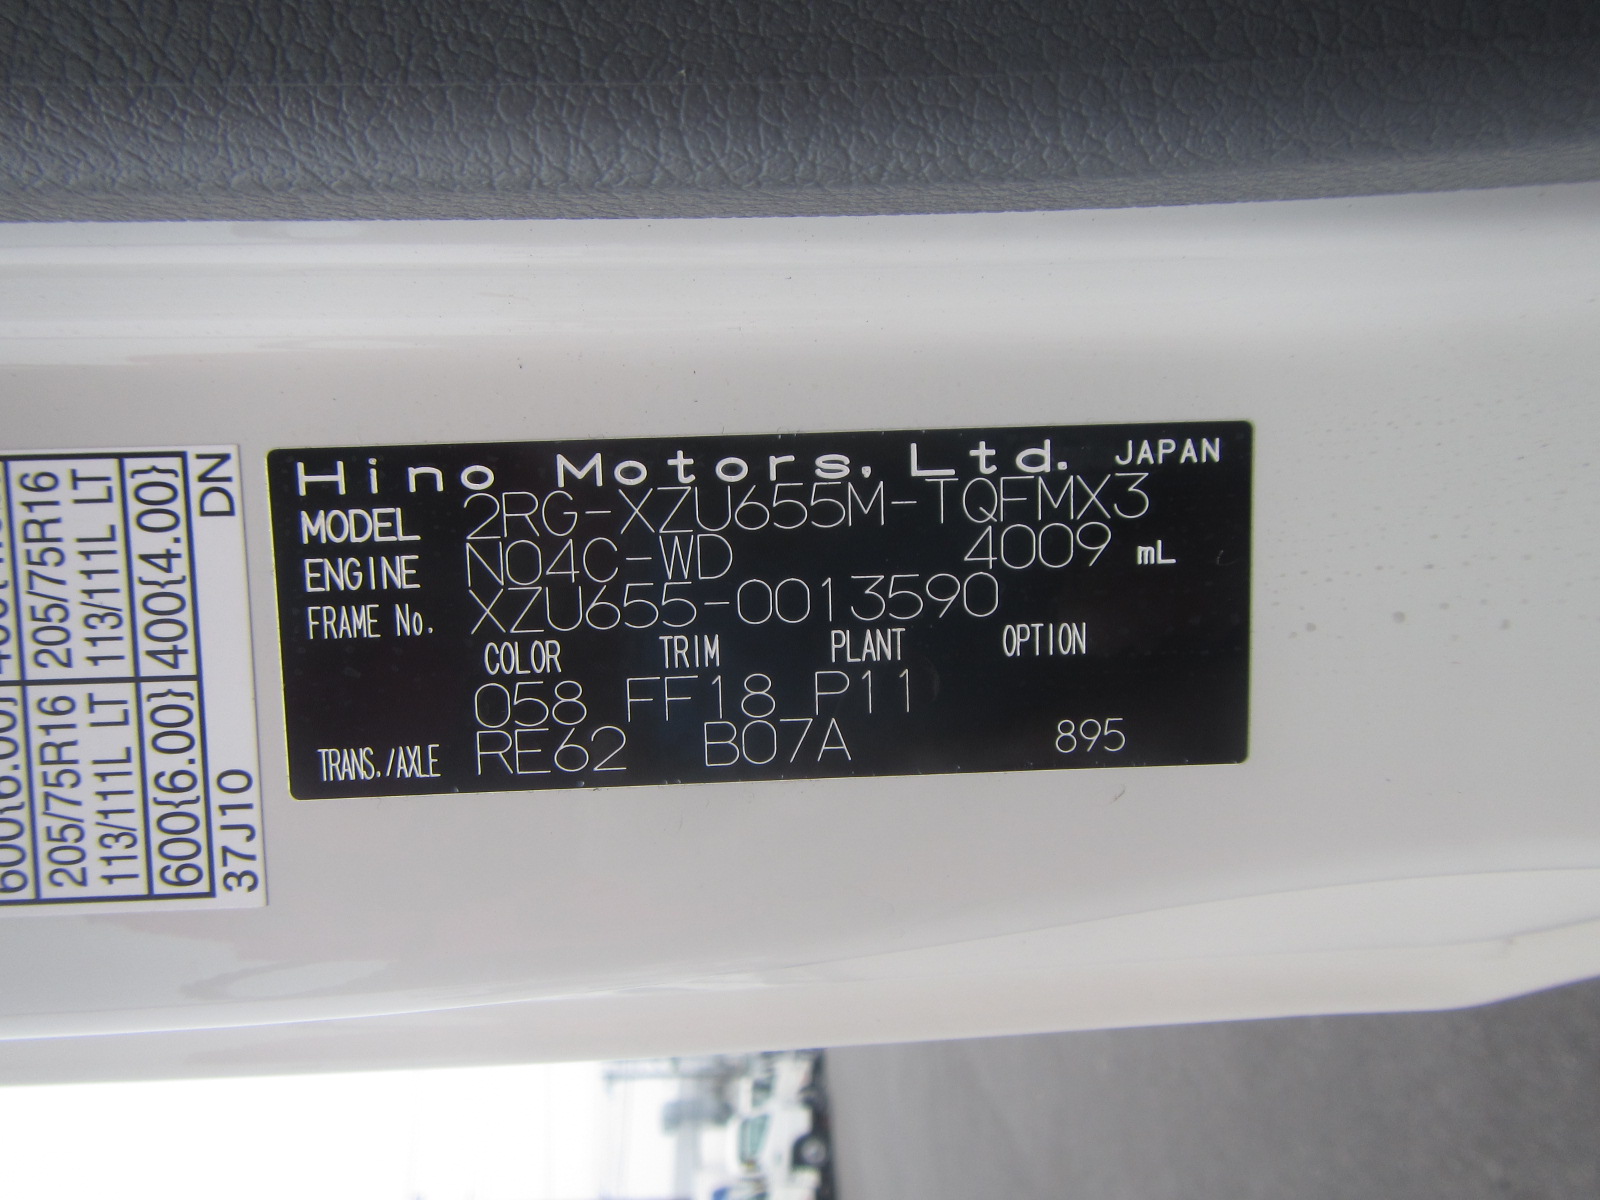 Hino Motors, Ltd. JAPAN
MODEL 2RG-XZU655M-TQFMX3
ENGINE N04C-WD 4009 mL
FRAME No. XZU655-0013590
COLOR TRIM PLANT OPTION
058 FF18 P11
TRANS./AXLE RE62 B07A 895
205/75R16 205/75R16
113/111L LT 113/111L LT
600{6.00} 400{4.00}
37J10 DN